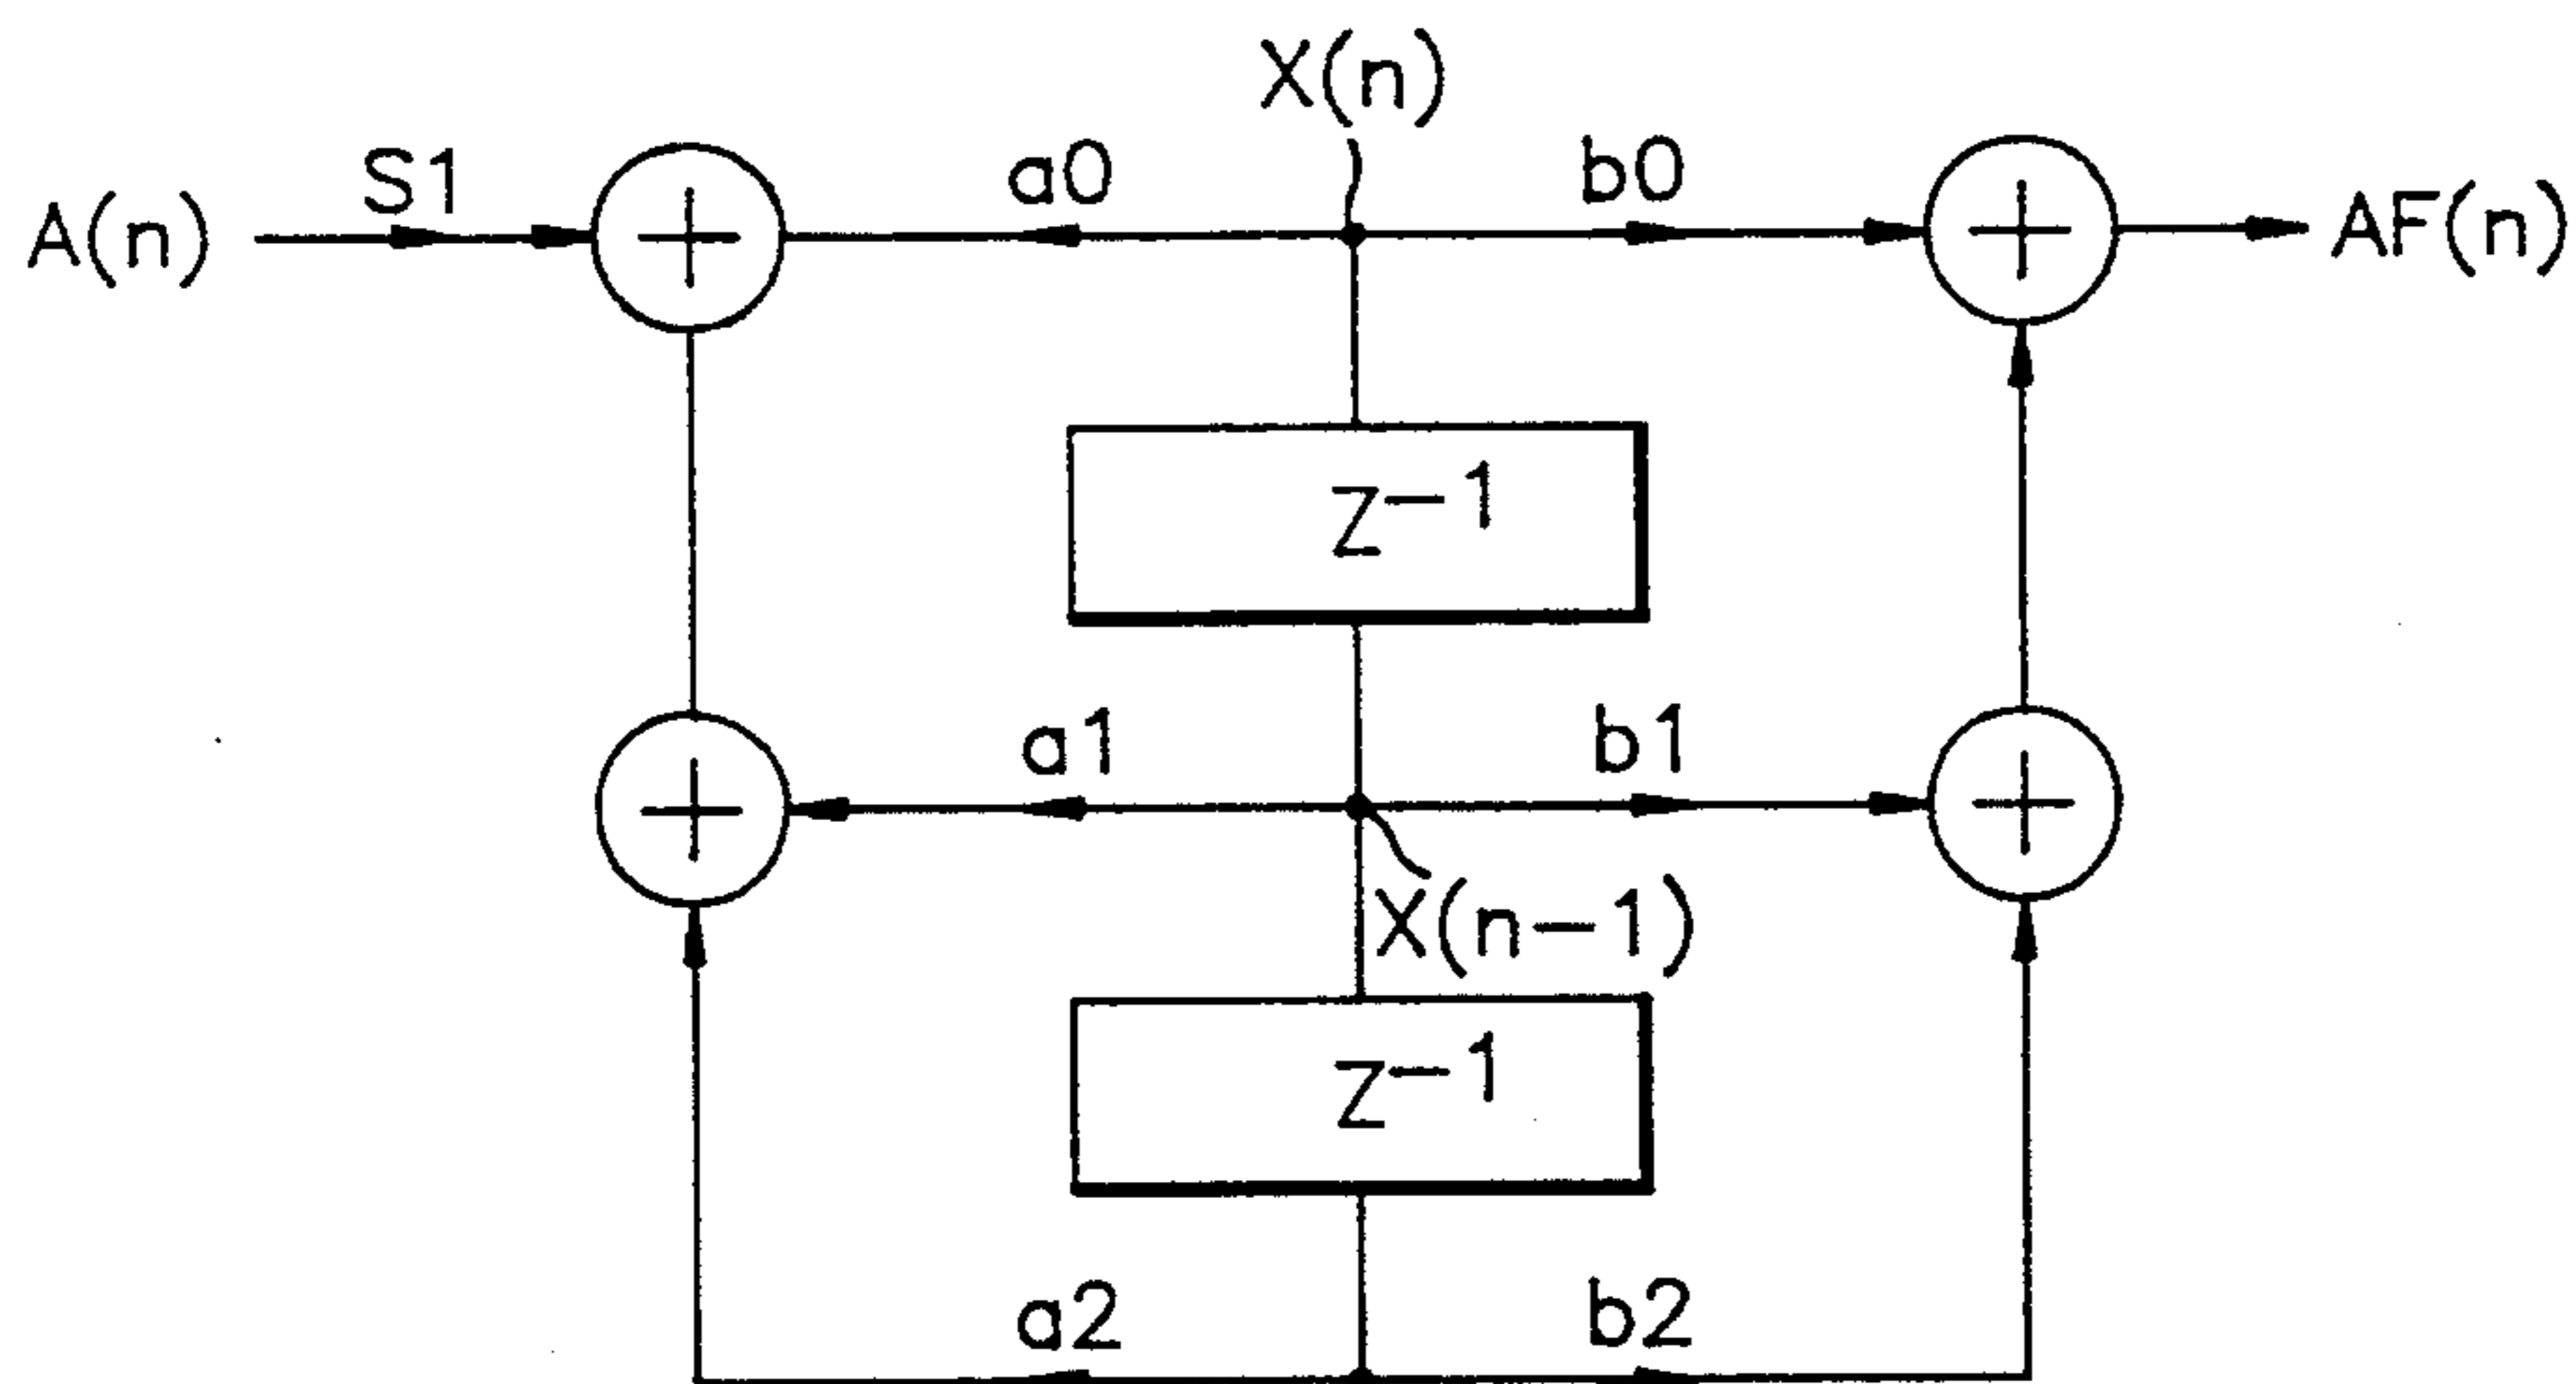 X(n)
A(n) S1 a0 b0 AF(n)
Z-1
a1 b1
X(n-1)
Z-1
a2 b2